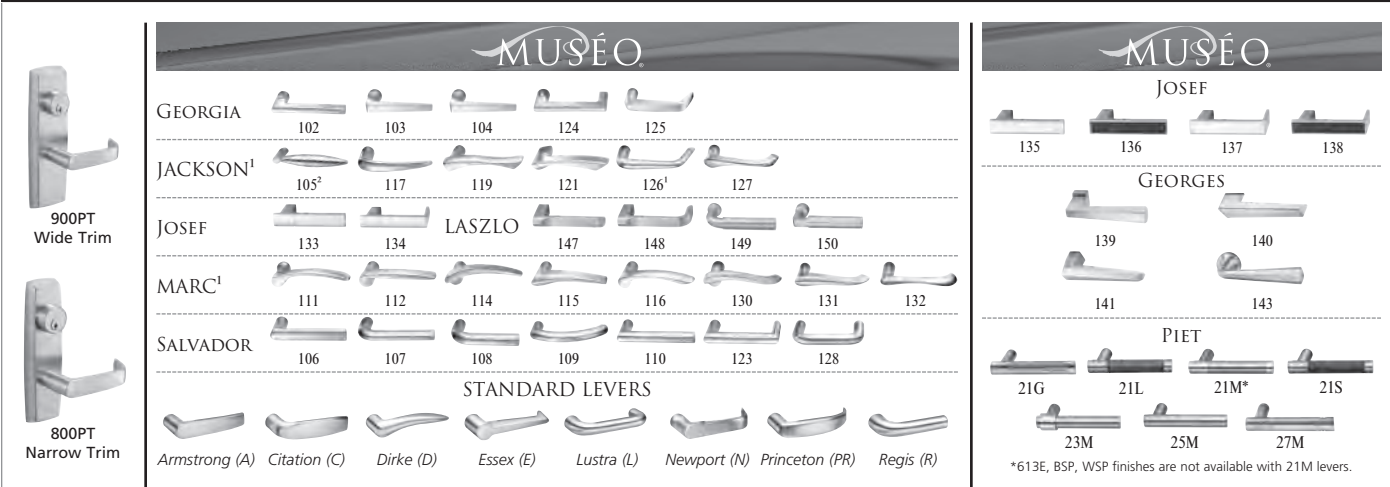 900PT
Wide Trim
800PT
Narrow Trim
MUSÉO®
GEORGIA
102 103 104 124 125
JACKSON¹
105² 117 119 121 126¹ 127
JOSEF
133 134 LASZLO 147 148 149 150
MARC¹
111 112 114 115 116 130 131 132
SALVADOR
106 107 108 109 110 123 128
STANDARD LEVERS
Armstrong (A) Citation (C) Dirke (D) Essex (E) Lustra (L) Newport (N) Princeton (PR) Regis (R)
MUSÉO®
JOSEF
135 136 137 138
GEORGES
139 140
141 143
PIET
21G 21L 21M* 21S
23M 25M 27M
*613E, BSP, WSP finishes are not available with 21M levers.